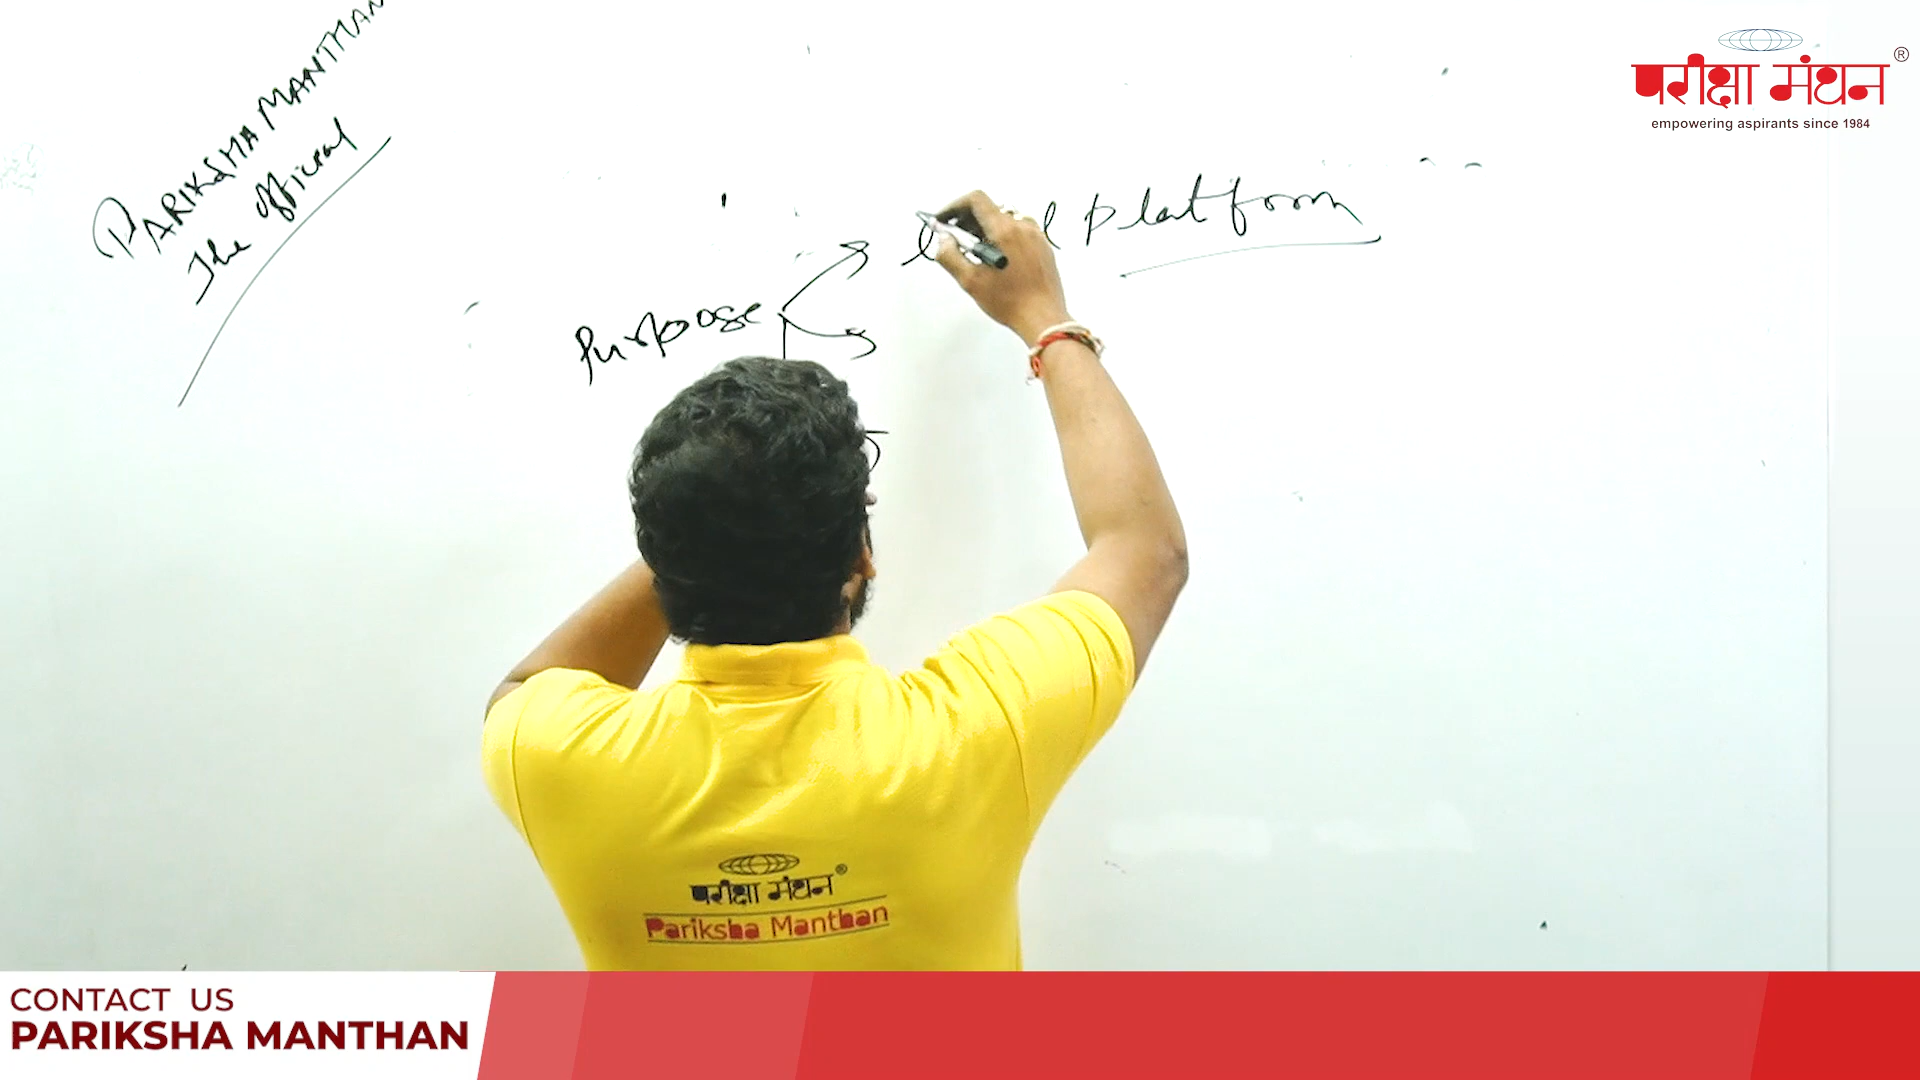 PARIKSHA MANTHAN
The Official
परीक्षा मंथन®
empowering aspirants since 1984
platform
Purpose
परीक्षा मंथन®
Pariksha Manthan
CONTACT US
PARIKSHA MANTHAN